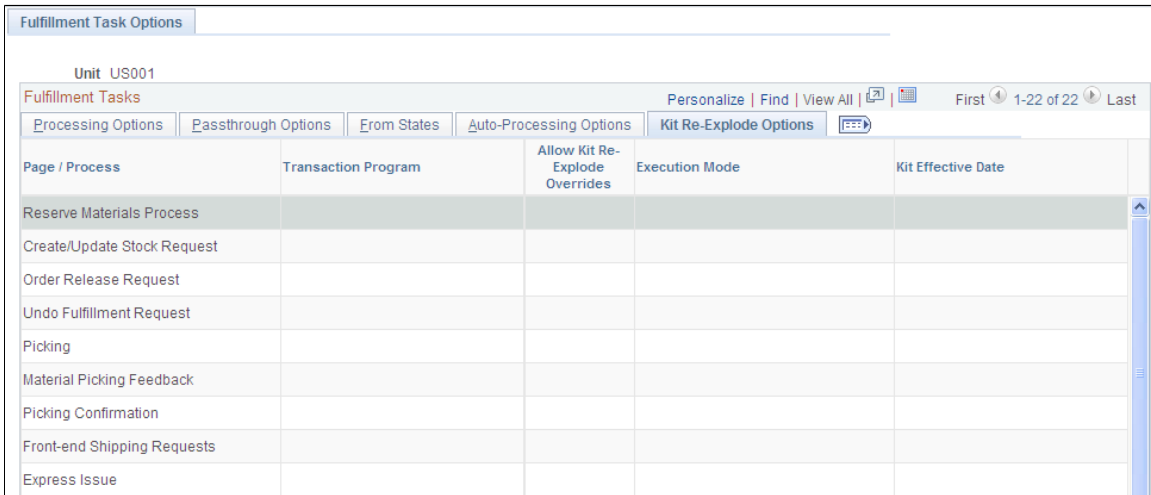 Fulfillment Task Options
Unit US001
Fulfillment Tasks
Personalize | Find | View All | | First 1-22 of 22 Last
Processing Options Passthrough Options From States Auto-Processing Options Kit Re-Explode Options
Page / Process Transaction Program Allow Kit Re- Execution Mode Kit Effective Date
Explode
Overrides
Reserve Materials Process
Create/Update Stock Request
Order Release Request
Undo Fulfillment Request
Picking
Material Picking Feedback
Picking Confirmation
Front-end Shipping Requests
Express Issue